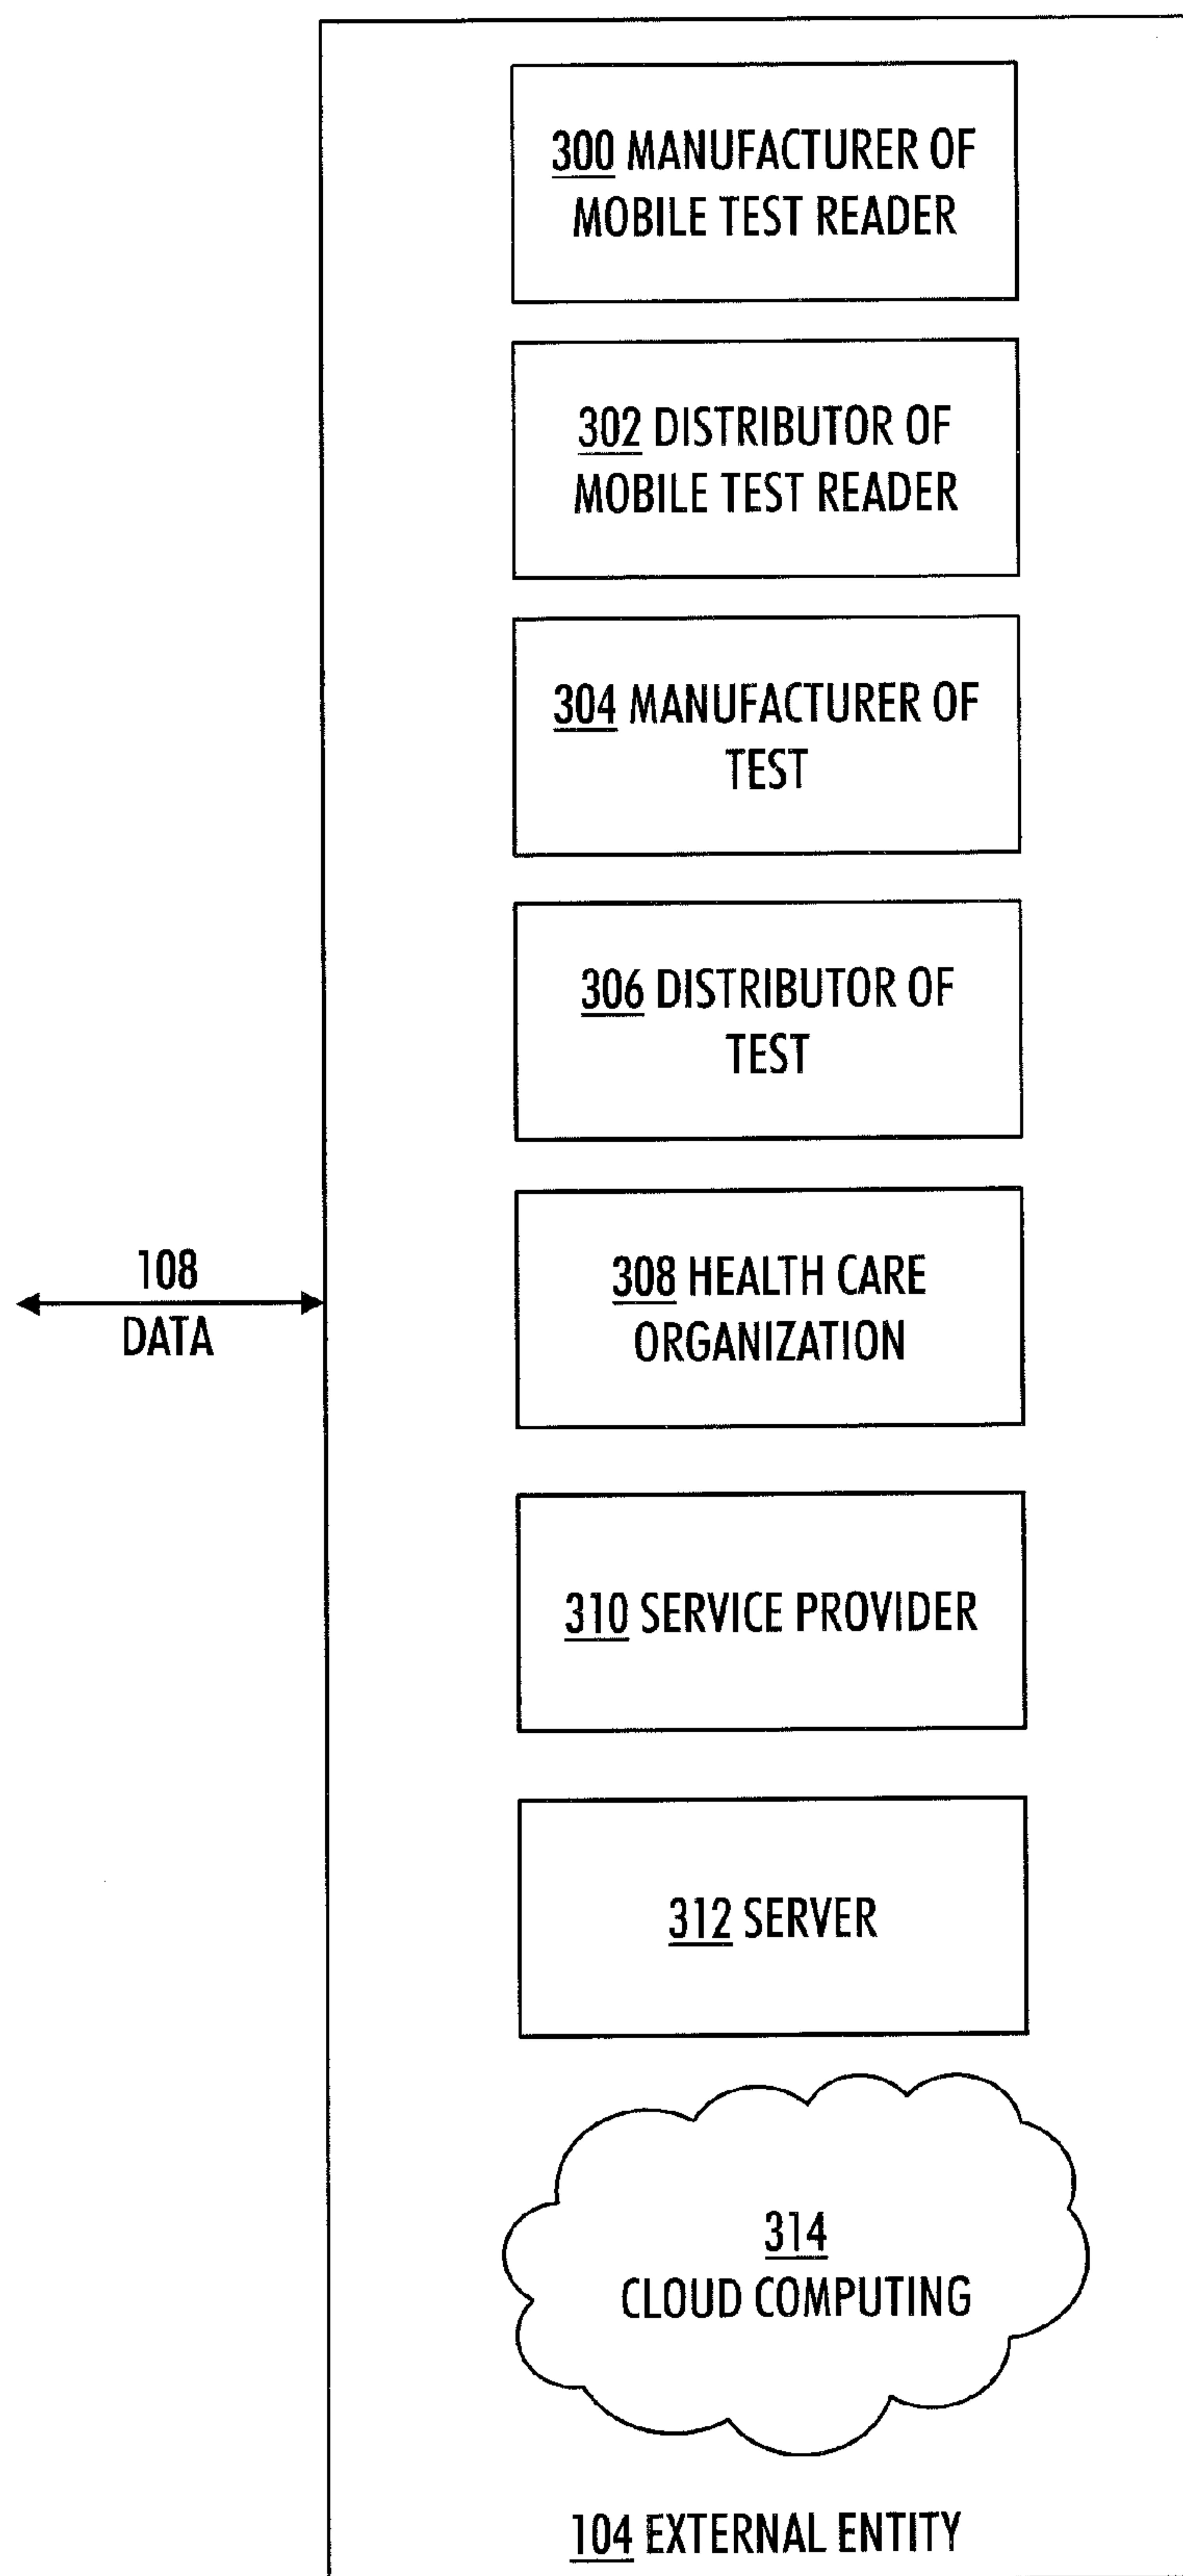 300 MANUFACTURER OF
MOBILE TEST READER
302 DISTRIBUTOR OF
MOBILE TEST READER
304 MANUFACTURER OF
TEST
306 DISTRIBUTOR OF
TEST
108
DATA
308 HEALTH CARE
ORGANIZATION
310 SERVICE PROVIDER
312 SERVER
314
CLOUD COMPUTING
104 EXTERNAL ENTITY